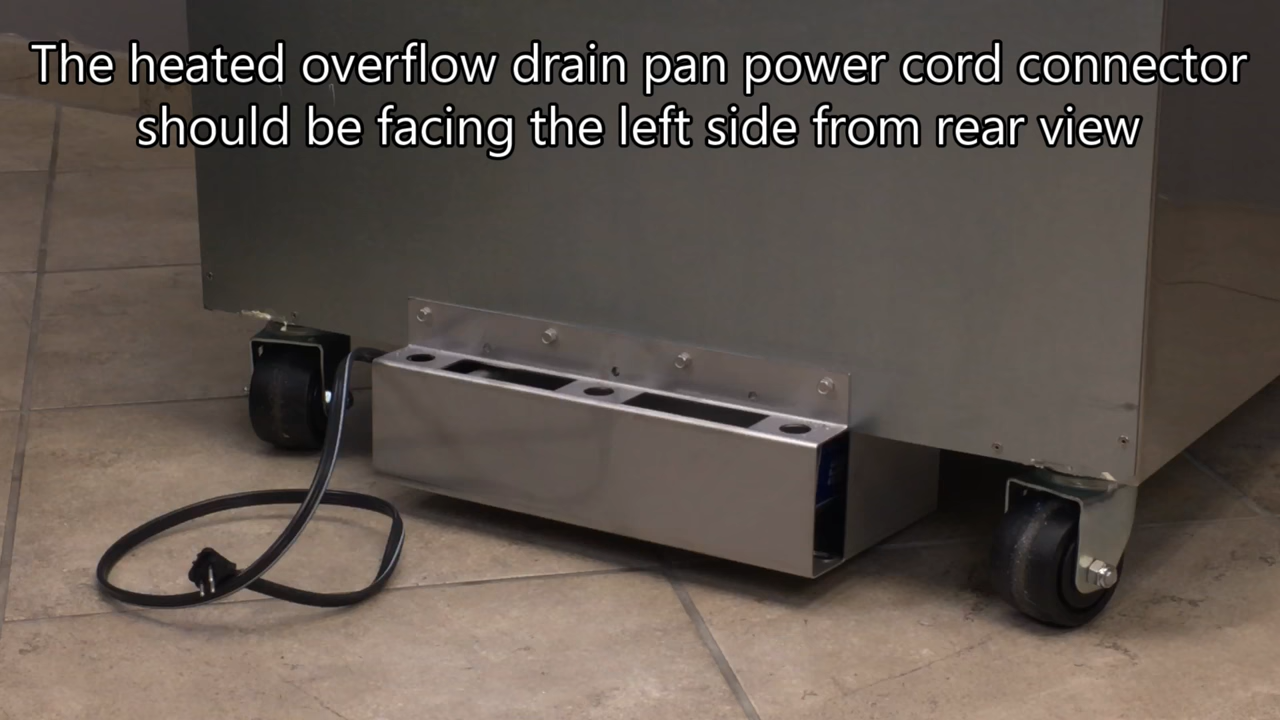 The heated overflow drain pan power cord connector
should be facing the left side from rear view